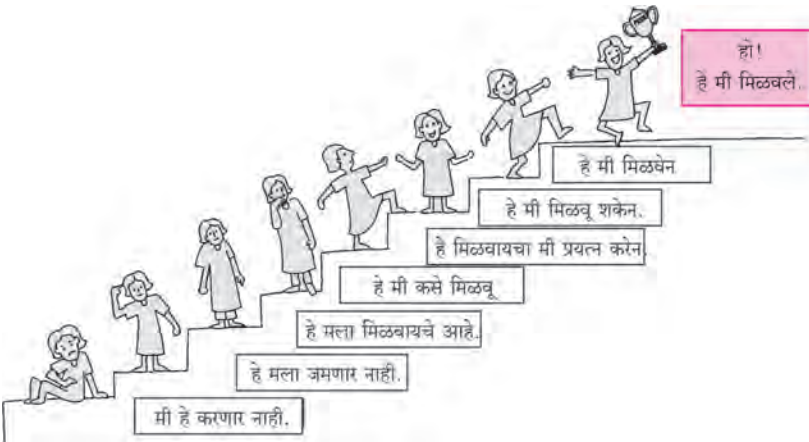 हो!
हे मी मिळवले.
हे मी मिळवेन
हे मी मिळवू शकेन.
हे मिळवायचा मी प्रयत्न करेन.
हे मी कसे मिळवू
हे मला मिळवायचे आहे.
हे मला जमणार नाही.
मी हे करणार नाही.